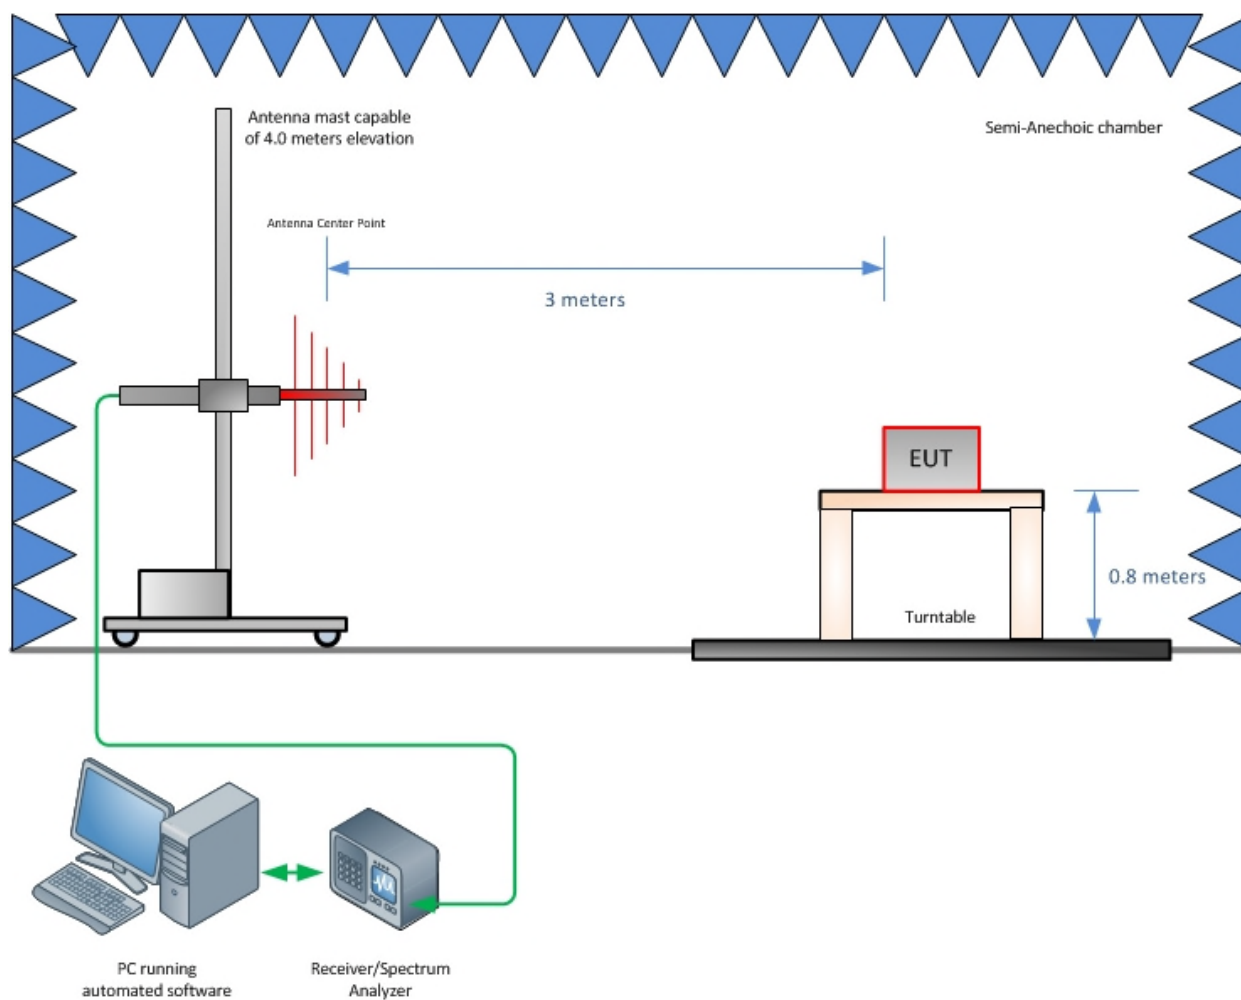 Antenna mast capable
of 4.0 meters elevation
Semi-Anechoic chamber
Antenna Center Point
3 meters
EUT
0.8 meters
Turntable
PC running
automated software
Receiver/Spectrum
Analyzer